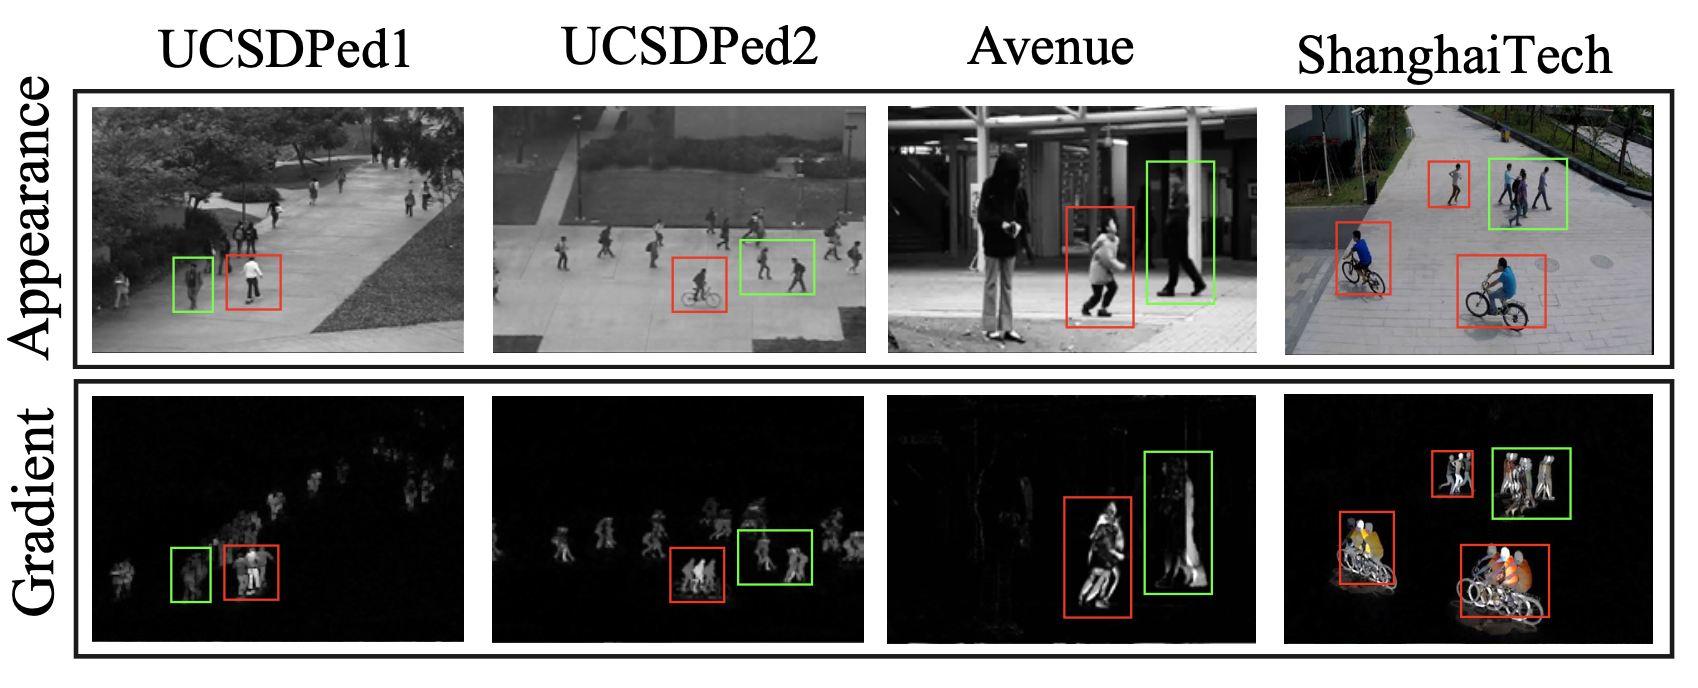 UCSDPed1
UCSDPed2
Avenue
ShanghaiTech
Appearance
Gradient